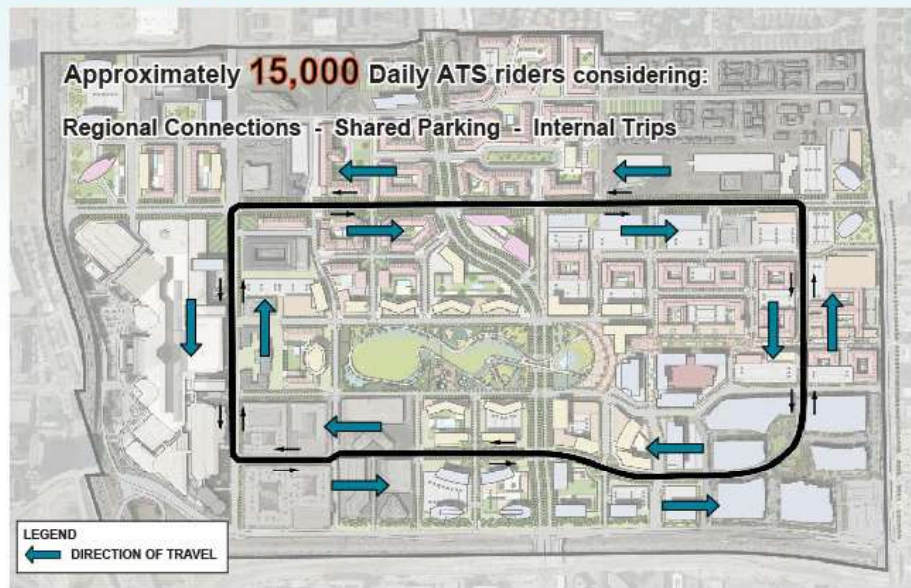 Approximately 15,000 Daily ATS riders considering:
Regional Connections - Shared Parking - Internal Trips
LEGEND
DIRECTION OF TRAVEL